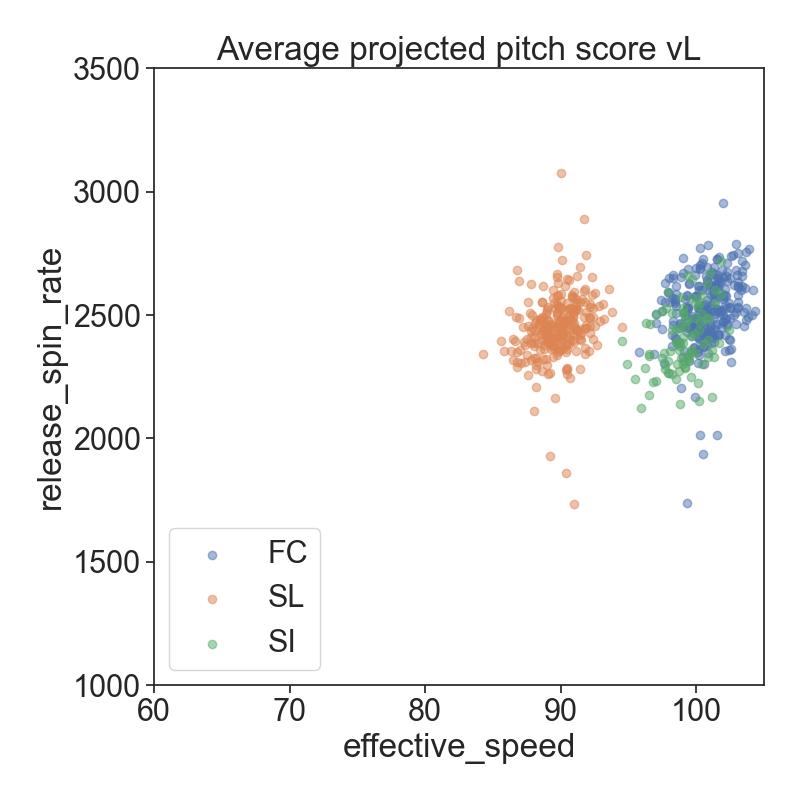 Average projected pitch score vL
3500
3000
2500
2000
1500
1000
release_spin_rate
FC
SL
SI
60 70 80 90 100
effective_speed